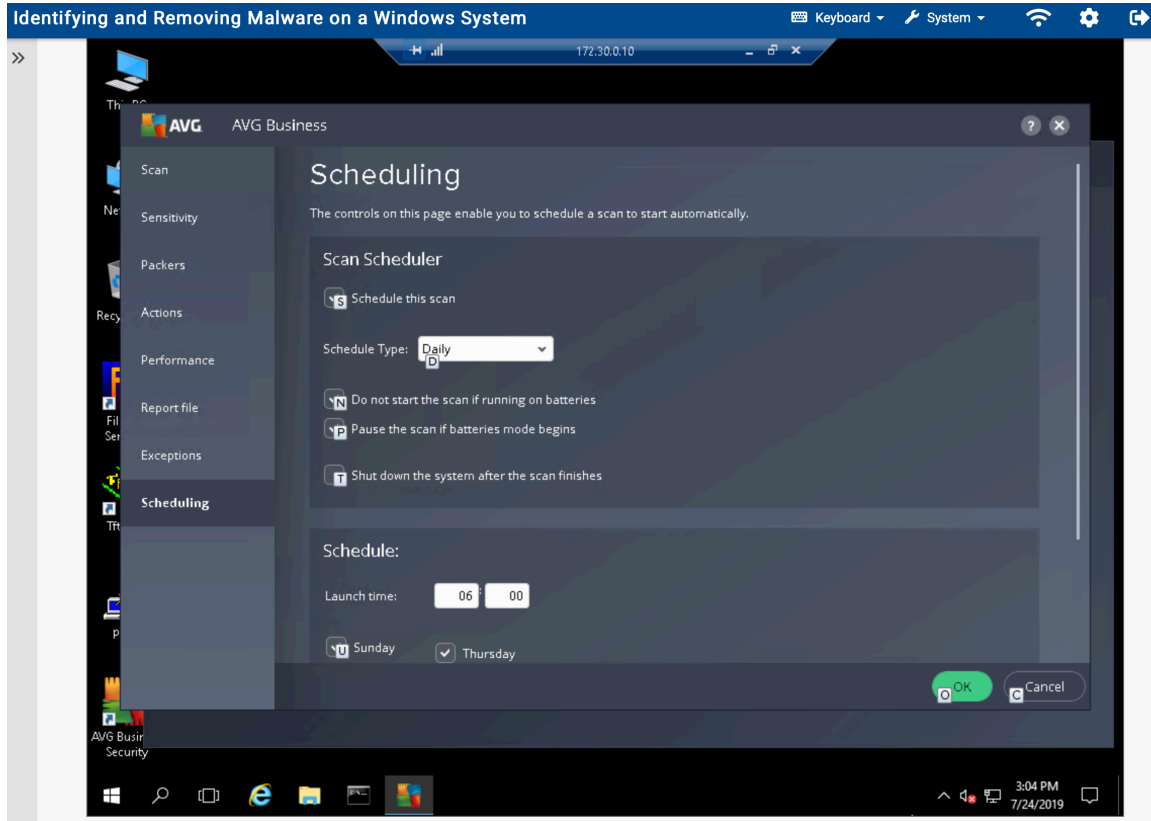 Identifying and Removing Malware on a Windows System
Keyboard
System
172.30.0.10
AVG
AVG Business
Scan
Sensitivity
Packers
Actions
Performance
Report file
Exceptions
Scheduling
Scheduling
The controls on this page enable you to schedule a scan to start automatically.
Scan Scheduler
S Schedule this scan
Schedule Type: Daily
D
N Do not start the scan if running on batteries
P Pause the scan if batteries mode begins
T Shut down the system after the scan finishes
Schedule:
Launch time: 06 : 00
U Sunday
Thursday
O OK
C Cancel
AVG Busin
Security
3:04 PM
7/24/2019